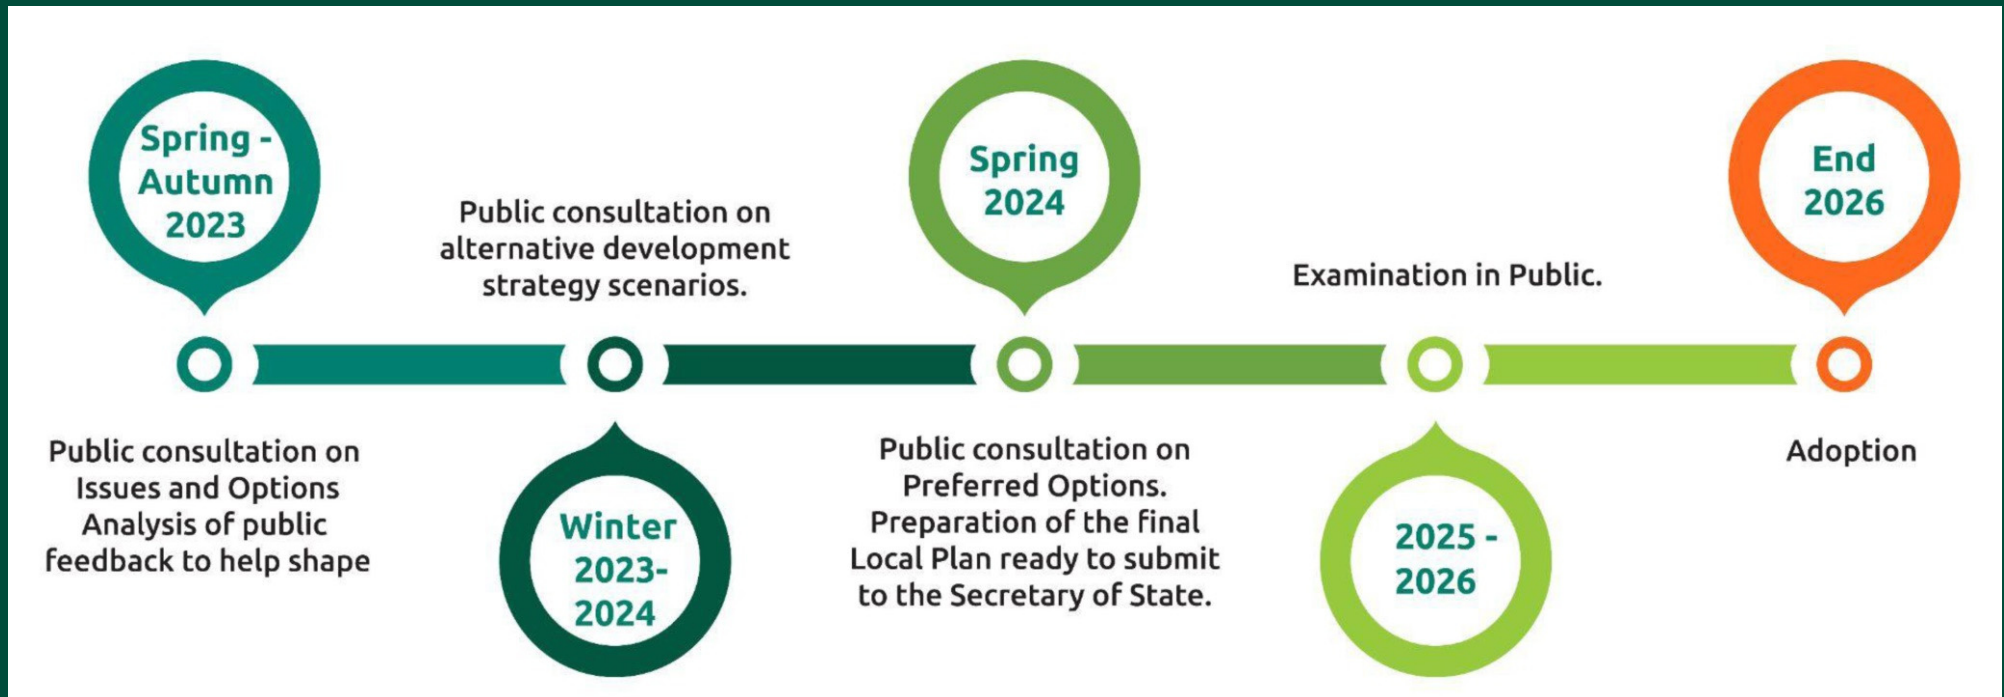 Spring -
Autumn
2023
Public consultation on
Issues and Options
Analysis of public
feedback to help shape
Public consultation on
alternative development
strategy scenarios.
Winter
2023-
2024
Spring
2024
Public consultation on
Preferred Options.
Preparation of the final
Local Plan ready to submit
to the Secretary of State.
Examination in Public.
2025 -
2026
End
2026
Adoption